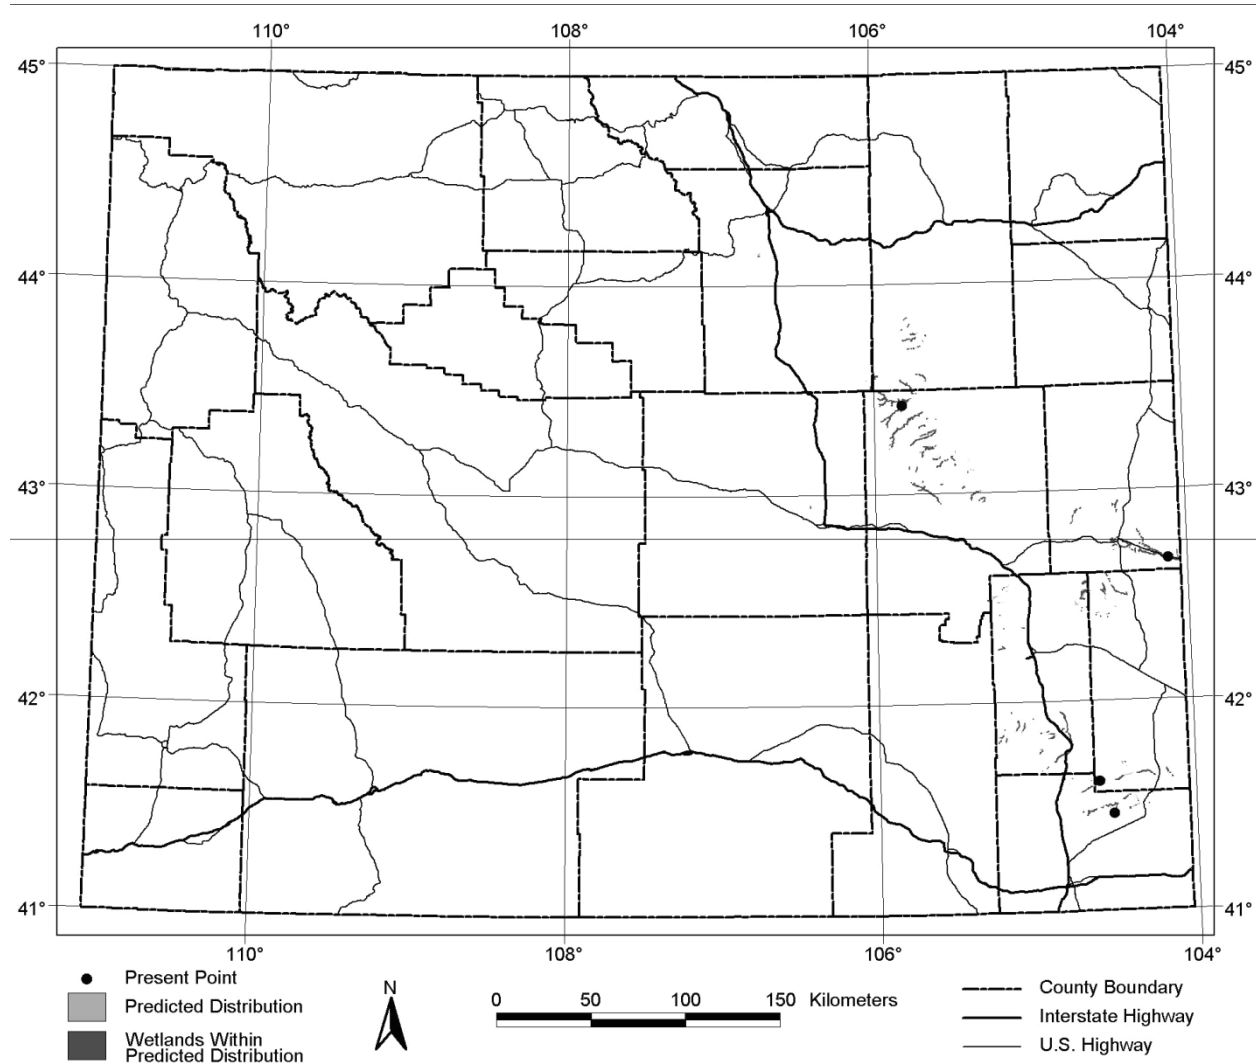 110° 108° 106° 104°
45° 45°
44° 44°
43° 43°
42° 42°
41° 41°
110° 108° 106° 104°
Present Point
Predicted Distribution
Wetlands Within
Predicted Distribution
N
0 50 100 150 Kilometers
County Boundary
Interstate Highway
U.S. Highway